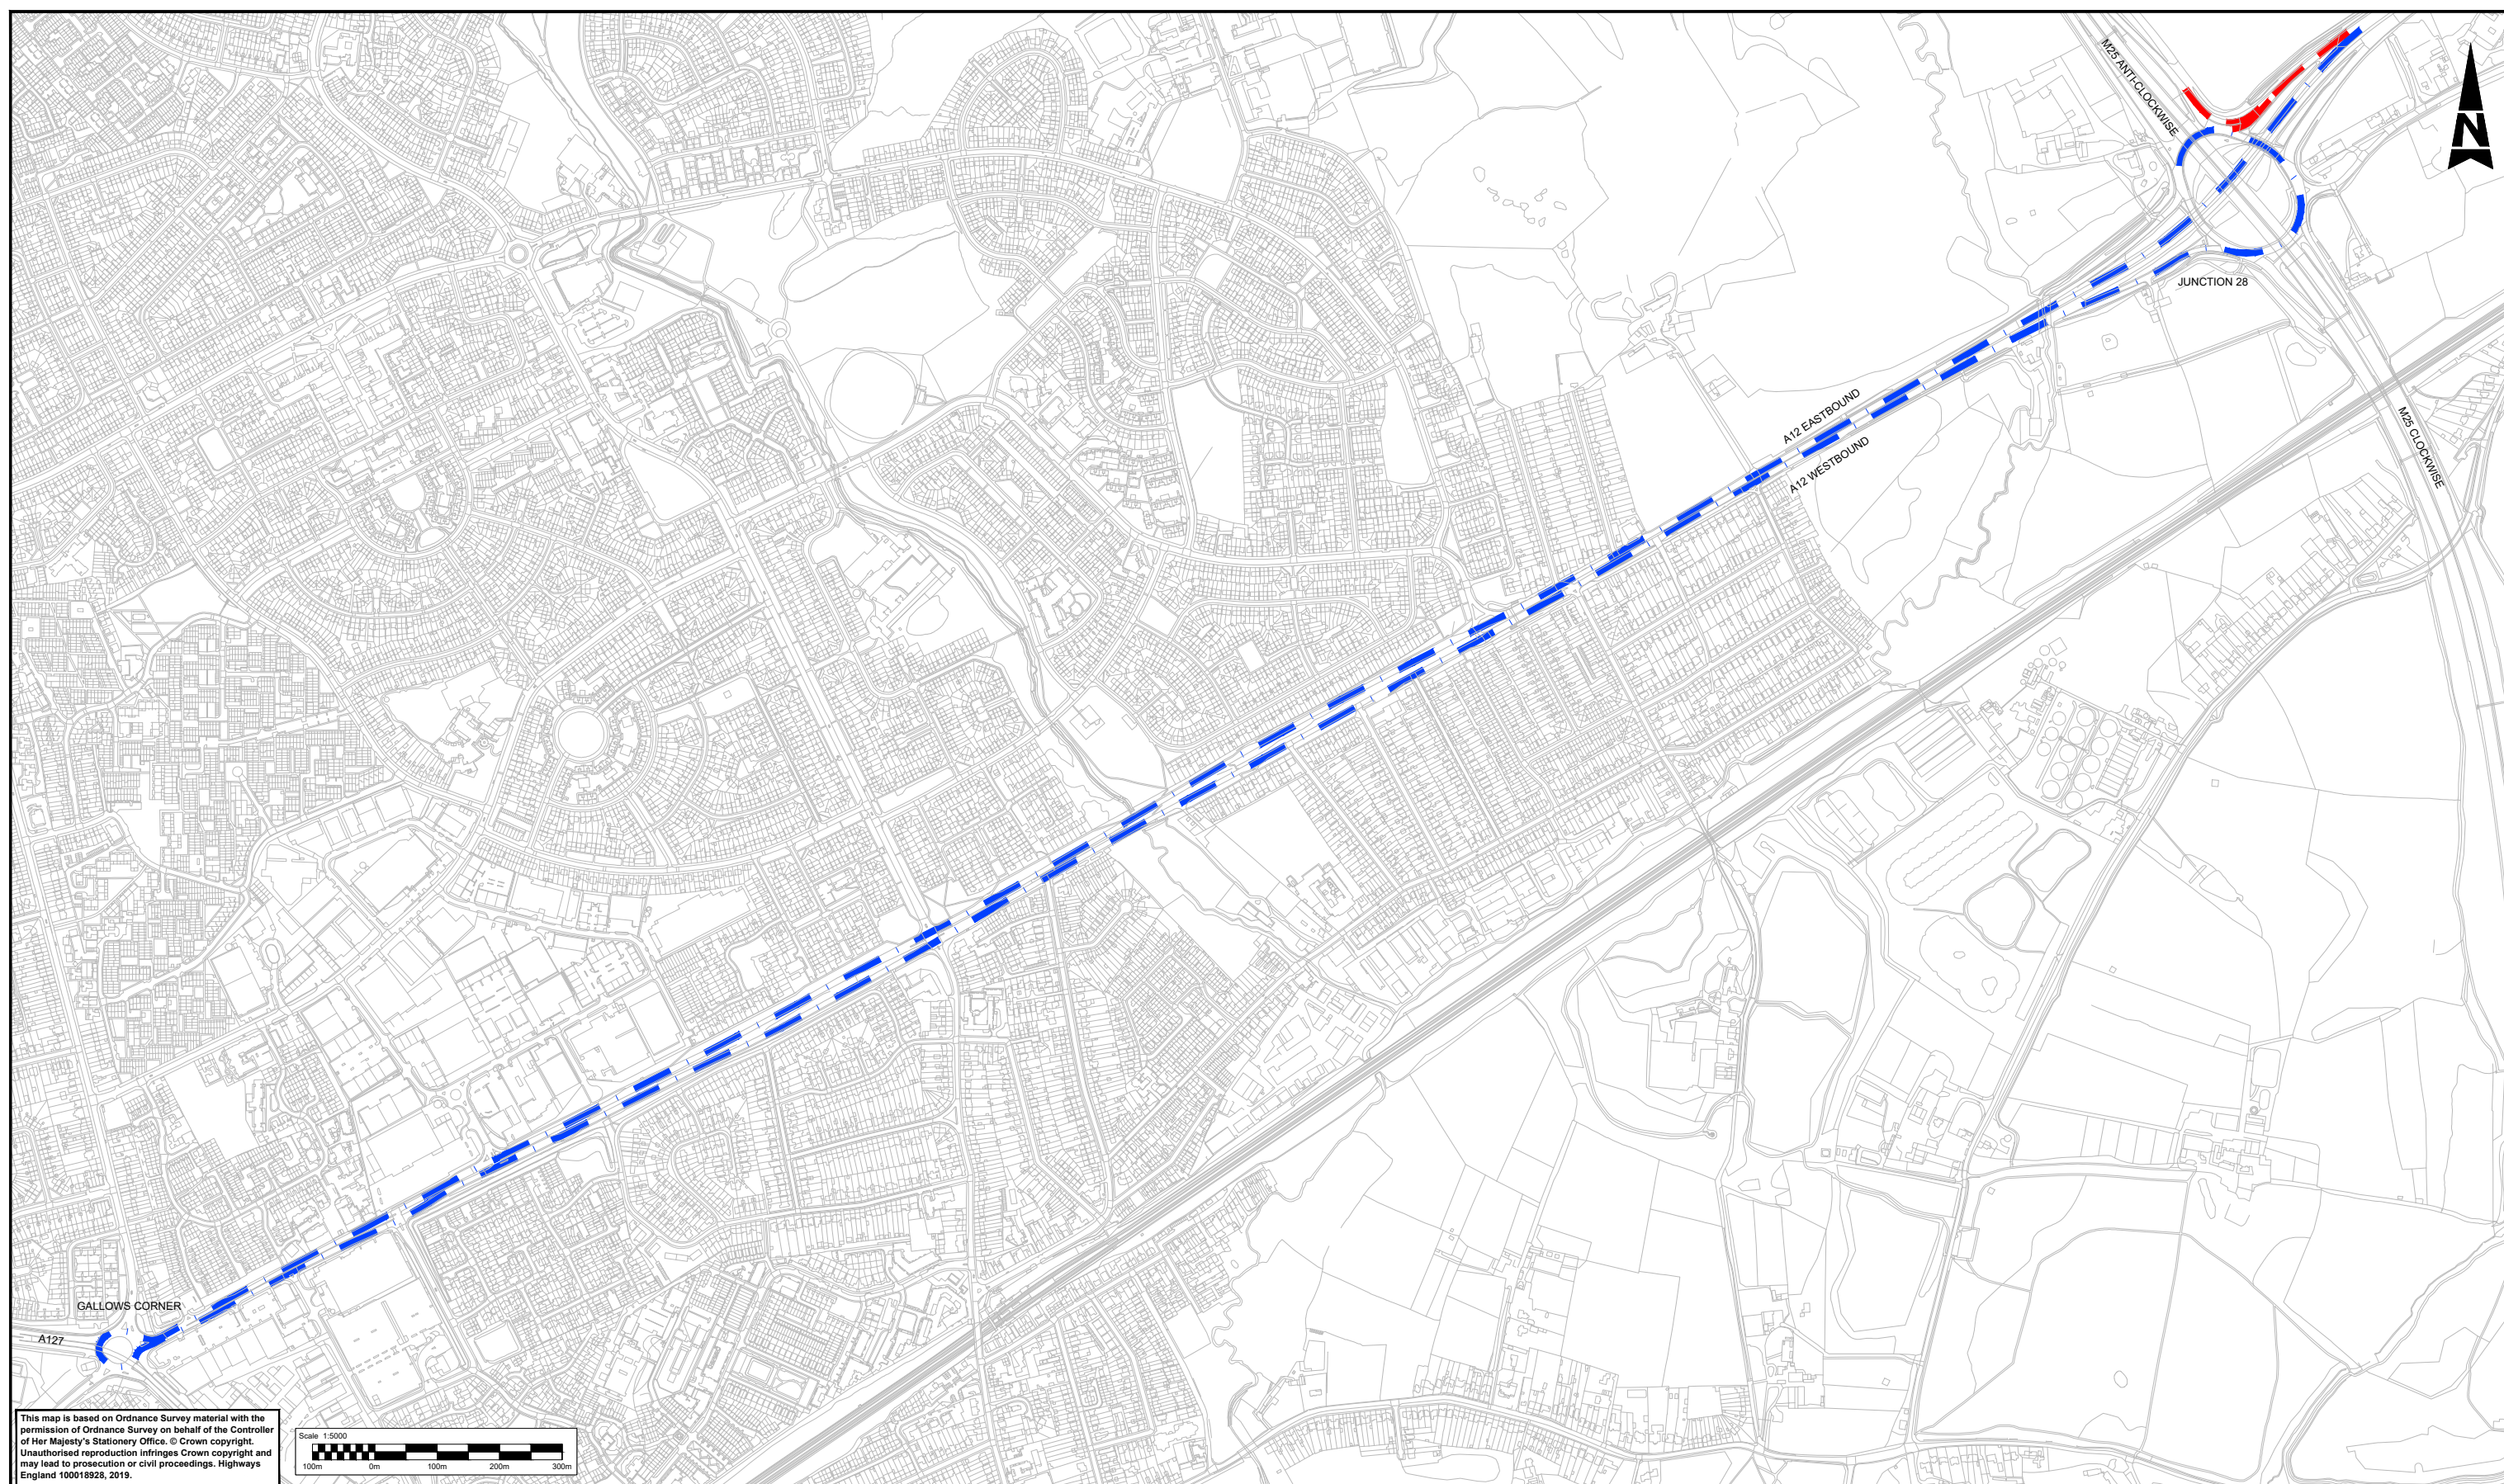 M25 ANTI-CLOCKWISE
N
JUNCTION 28
A12 EASTBOUND
A12 WESTBOUND
M25 CLOCKWISE
GALLOWS CORNER
A127
This map is based on Ordnance Survey material with the
permission of Ordnance Survey on behalf of the Controller
of Her Majesty's Stationery Office. © Crown copyright.
Unauthorised reproduction infringes Crown copyright and
may lead to prosecution or civil proceedings. Highways
England 100018928, 2019.
Scale 1:5000
100m 0m 100m 200m 300m